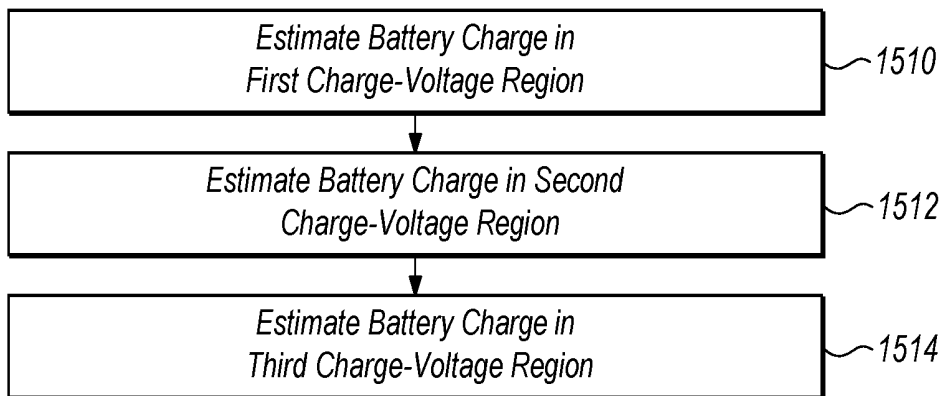 Estimate Battery Charge in
First Charge-Voltage Region
1510
Estimate Battery Charge in Second
Charge-Voltage Region
1512
Estimate Battery Charge in
Third Charge-Voltage Region
1514